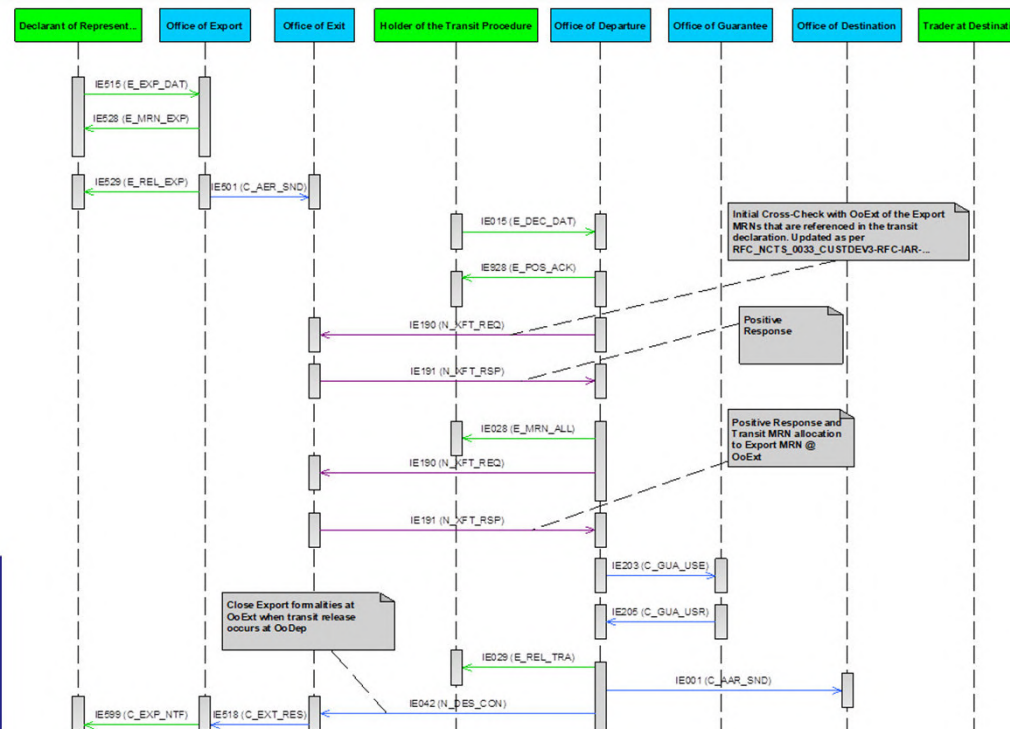 Declarant of Represent...
Office of Export
Office of Exit
Holder of the Transit Procedure
Office of Departure
Office of Guarantee
Office of Destination
Trader at Destinati
IE515 (E_EXP_DAT)
IE528 (E_MRN_EXP)
IE529 (E_REL_EXP)
IE501 (C_AER_SND)
IE015 (E_DEC_DAT)
Initial Cross-Check with OoExt of the Export
MRNs that are referenced in the transit
declaration. Updated as per
RFC_NCTS_0033_CUSTDEV3-RFC-IAR-...
IE928 (E_POS_ACK)
IE190 (N_XFT_REQ)
Positive
Response
IE191 (N_XFT_RSP)
IE028 (E_MRN_ALL)
Positive Response and
Transit MRN allocation
to Export MRN @
OoExt
IE190 (N_XFT_REQ)
IE191 (N_XFT_RSP)
IE203 (C_GUA_USE)
IE205 (C_GUA_USR)
Close Export formalities at
OoExt when transit release
occurs at OoDep
IE029 (E_REL_TRA)
IE001 (C_AAR_SND)
IE042 (N_DES_CON)
IE599 (C_EXP_NTF)
IE518 (C_EXT_RES)